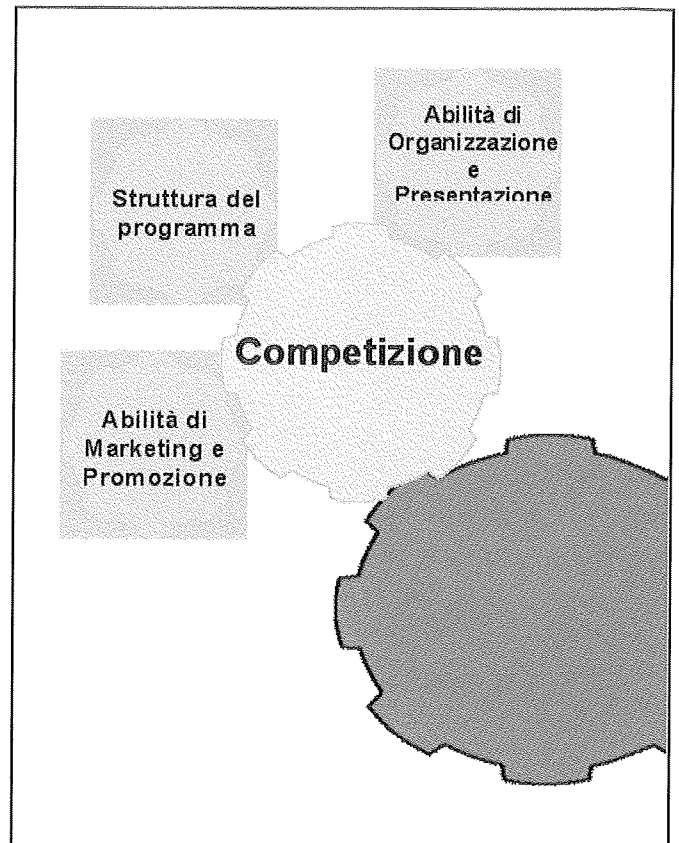 Abilità di
Organizzazione
e
Presentazione
Struttura del
programma
Competizione
Abilità di
Marketing e
Promozione